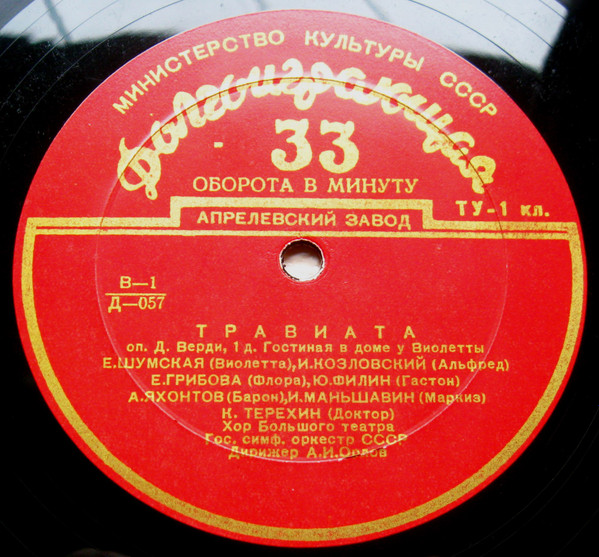 МИНИСТЕРСТВО КУЛЬТУРЫ СССР
Долгоиграющая
33
ОБОРОТА В МИНУТУ
ТУ-1 кл.
АПРЕЛЕВСКИЙ ЗАВОД
В—1
Д—057
ТРАВИАТА
оп. Д. Верди, 1 д. Гостиная в доме у Виолетты
Е.ШУМСКАЯ (Виолетта),И.КОЗЛОВСКИЙ (Альфред)
Е.ГРИБОВА (Флора),Ю.ФИЛИН (Гастон)
А.ЯХОНТОВ (Барон),И.МАНЬШАВИН (Маркиз)
К. ТЕРЕХИН (Доктор)
Хор Большого театра
Гос. симф. оркестр СССР
Дирижер А.И.Орлов